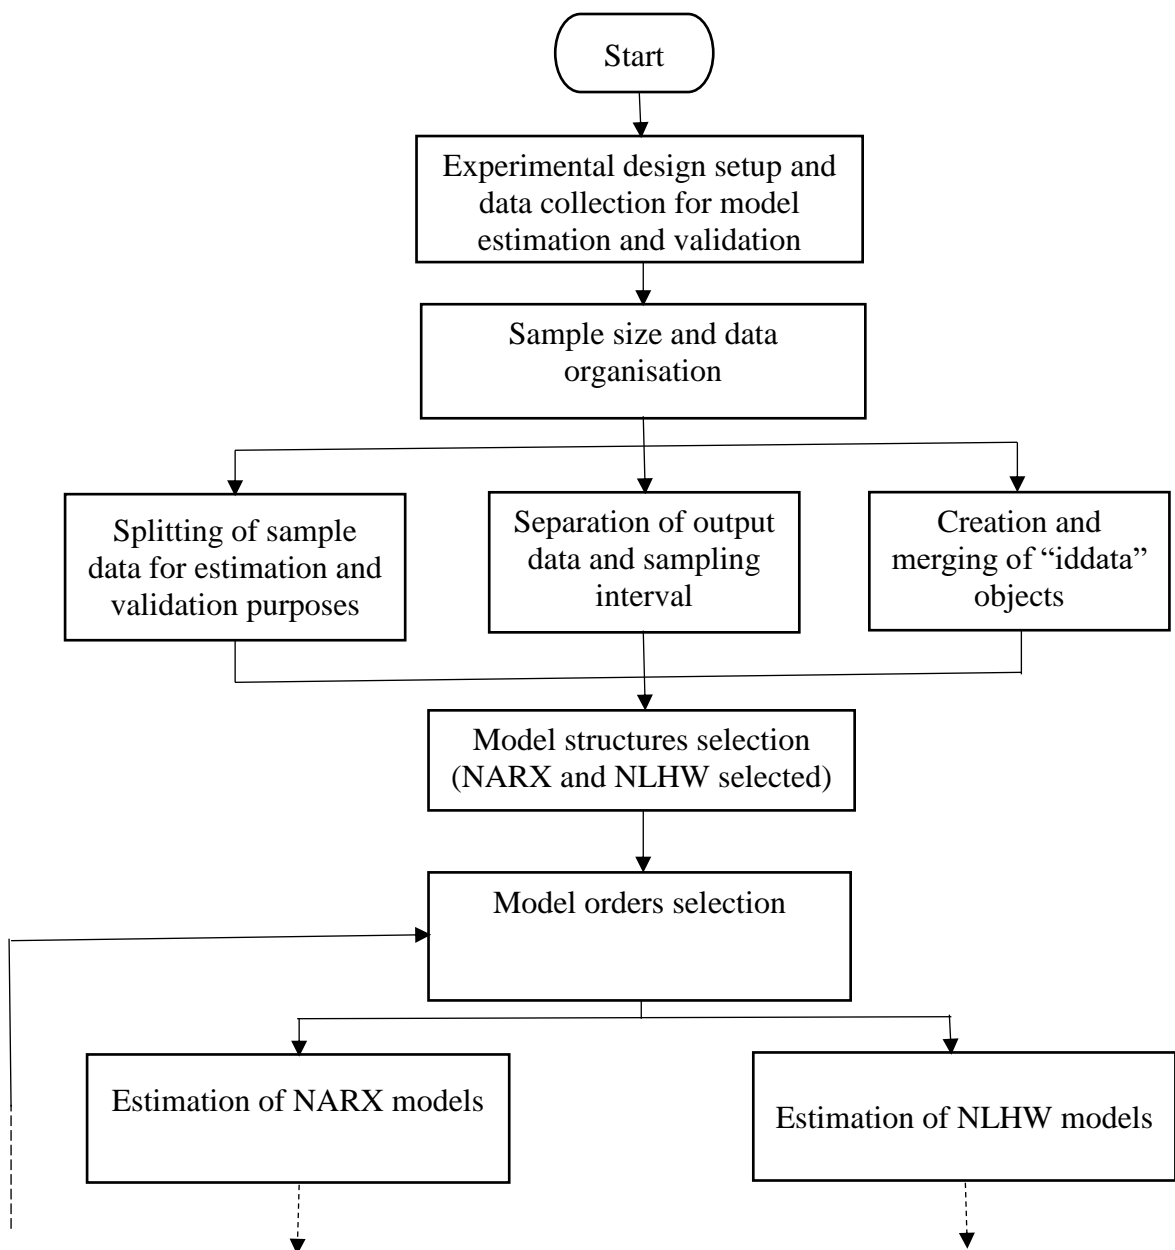 Start
Experimental design setup and
data collection for model
estimation and validation
Sample size and data
organisation
Splitting of sample
data for estimation and
validation purposes
Separation of output
data and sampling
interval
Creation and
merging of “iddata”
objects
Model structures selection
(NARX and NLHW selected)
Model orders selection
Estimation of NARX models
Estimation of NLHW models